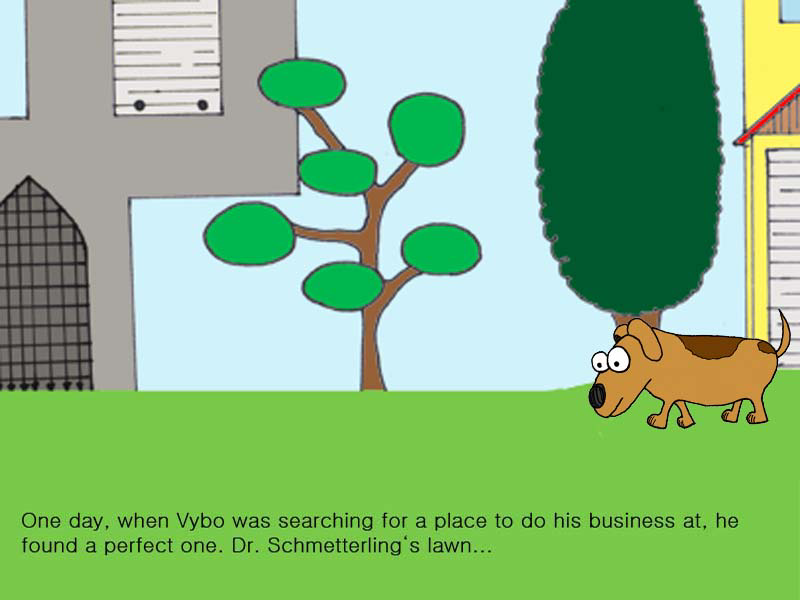 One day, when Vybo was searching for a place to do his business at, he
found a perfect one. Dr. Schmetterling‘s lawn...